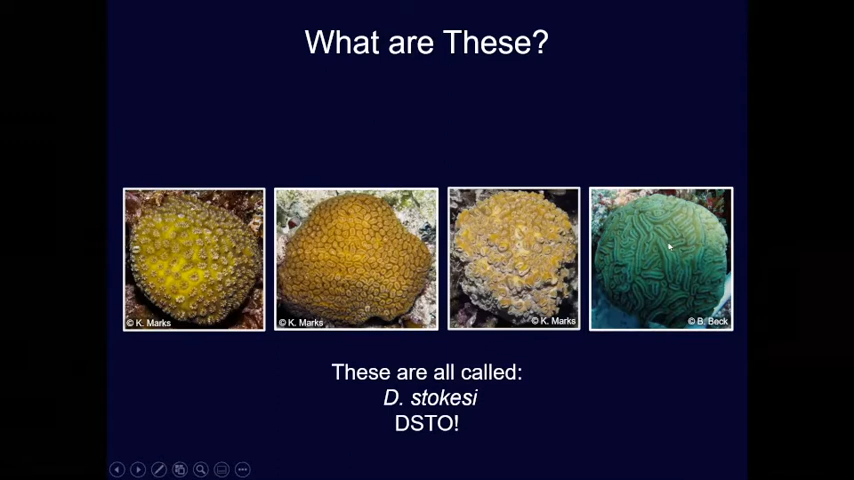 What are These?
© K. Marks
© K. Marks
© K. Marks
© B. Beck
These are all called:
D. stokesi
DSTO!